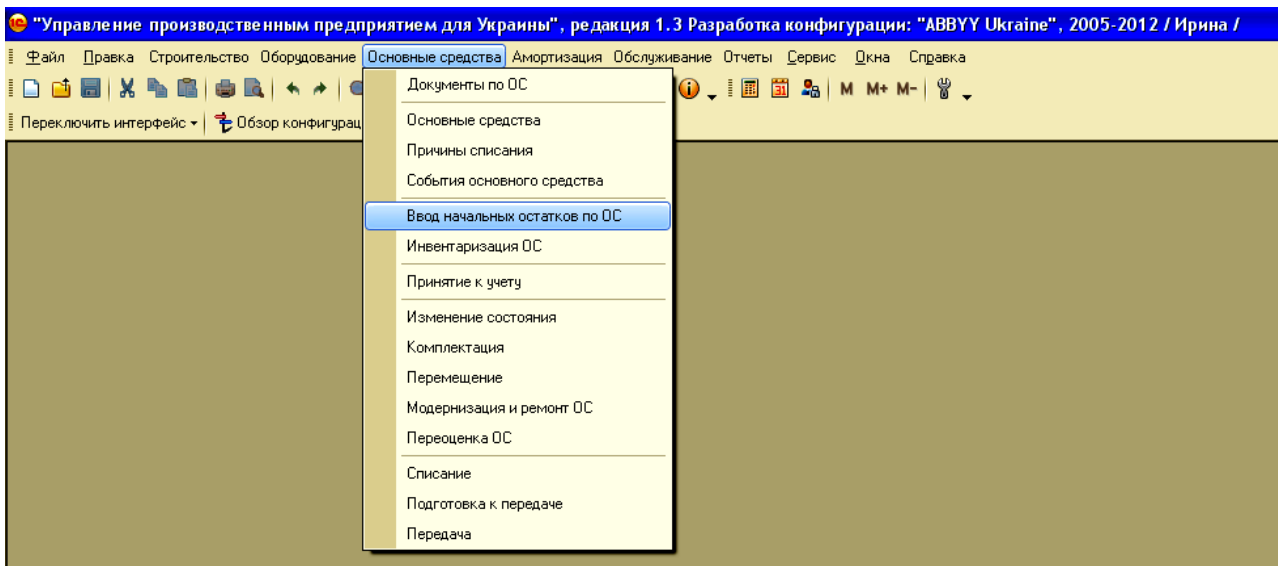 "Управление производственным предприятием для Украины", редакция 1.3 Разработка конфигурации: "ABBYY Ukraine", 2005-2012 / Ирина /
Файл Правка Строительство Оборудование Основные средства Амортизация Обслуживание Отчеты Сервис Окна Справка
M M+ M-
Переключить интерфейс Обзор конфигурац
Документы по ОС
Основные средства
Причины списания
События основного средства
Ввод начальных остатков по ОС
Инвентаризация ОС
Принятие к учету
Изменение состояния
Комплектация
Перемещение
Модернизация и ремонт ОС
Переоценка ОС
Списание
Подготовка к передаче
Передача